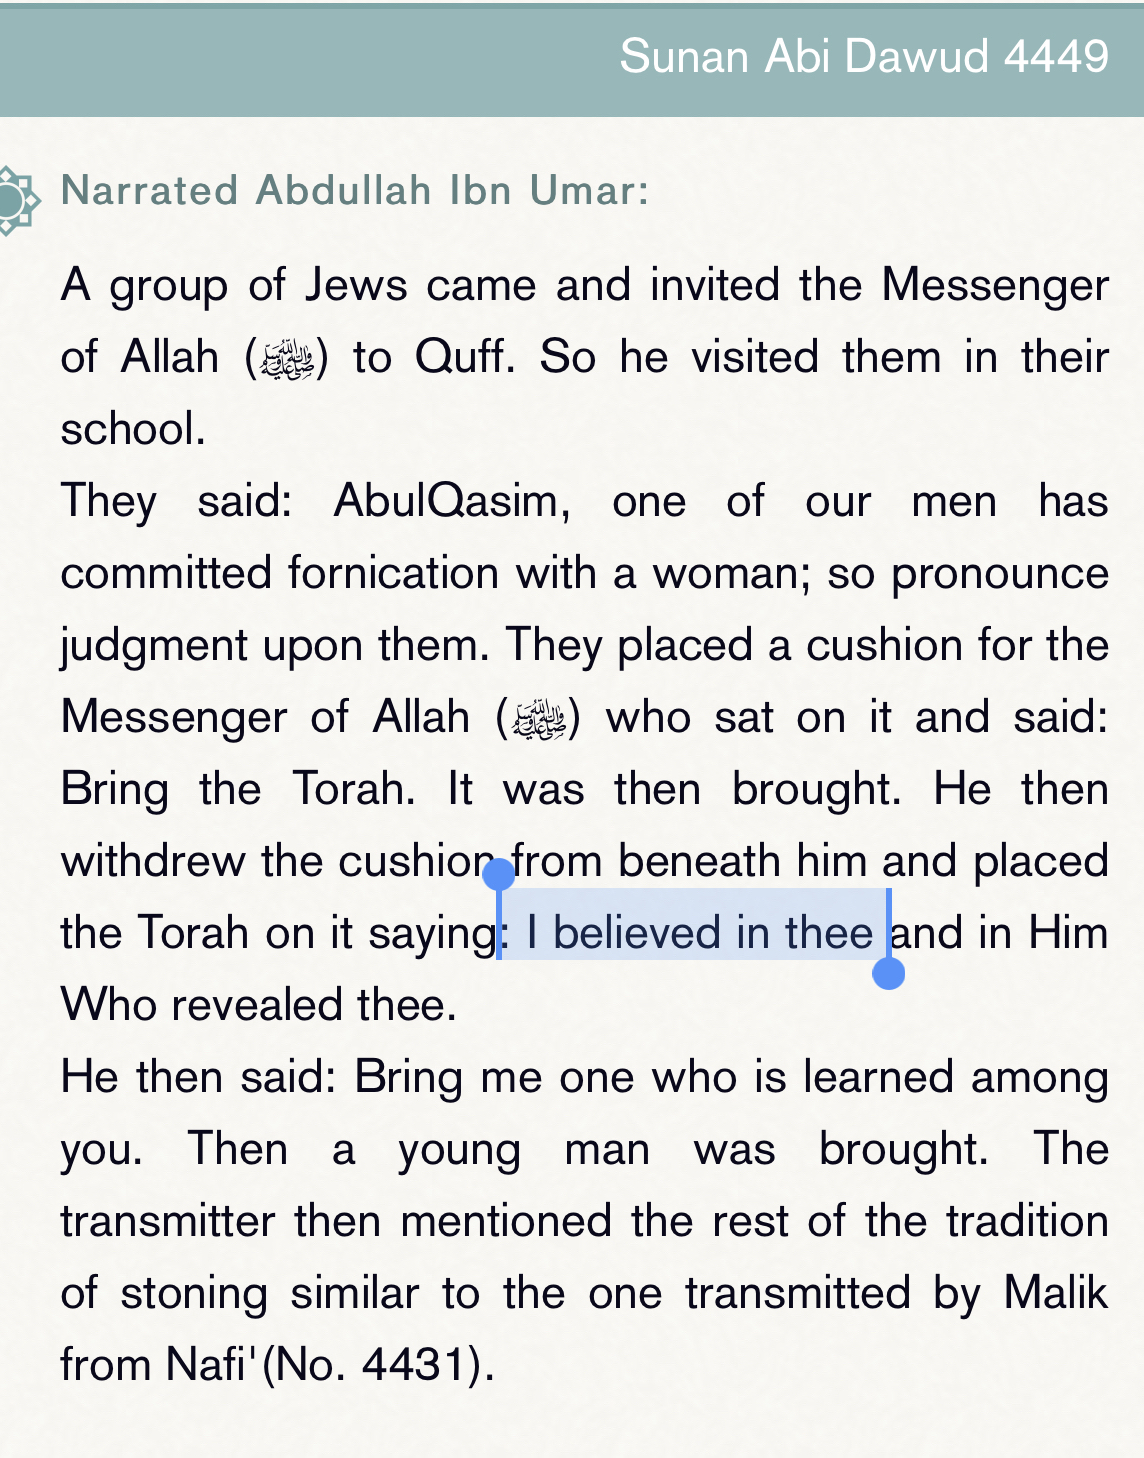 Sunan Abi Dawud 4449
Narrated Abdullah Ibn Umar:
A group of Jews came and invited the Messenger
of Allah (ﷺ) to Quff. So he visited them in their
school.
They said: AbulQasim, one of our men has
committed fornication with a woman; so pronounce
judgment upon them. They placed a cushion for the
Messenger of Allah (ﷺ) who sat on it and said:
Bring the Torah. It was then brought. He then
withdrew the cushion from beneath him and placed
the Torah on it saying: I believed in thee and in Him
Who revealed thee.
He then said: Bring me one who is learned among
you. Then a young man was brought. The
transmitter then mentioned the rest of the tradition
of stoning similar to the one transmitted by Malik
from Nafi'(No. 4431).